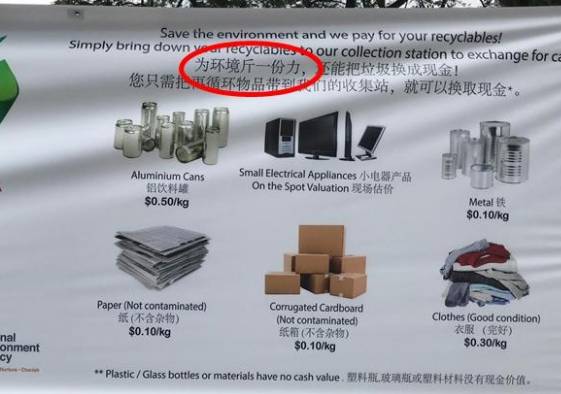 Save the environment and we pay for your recyclables!
Simply bring down your recyclables to our collection station to exchange for ca
为环境斤一份力，还能把垃圾换成现金！
您只需把再循环物品带到我们的收集站，就可以换取现金*。
Aluminium Cans
铝饮料罐
$0.50/kg
Small Electrical Appliances 小电器产品
On the Spot Valuation 现场估价
Metal 铁
$0.10/kg
Paper (Not contaminated)
纸 (不含杂物)
$0.10/kg
Corrugated Cardboard
(Not contaminated)
纸箱 (不含杂物)
$0.10/kg
Clothes (Good condition)
衣服 (完好)
$0.30/kg
nal
onment
cy
** Plastic / Glass bottles or materials have no cash value . 塑料瓶,玻璃瓶或塑料材料没有现金价值。